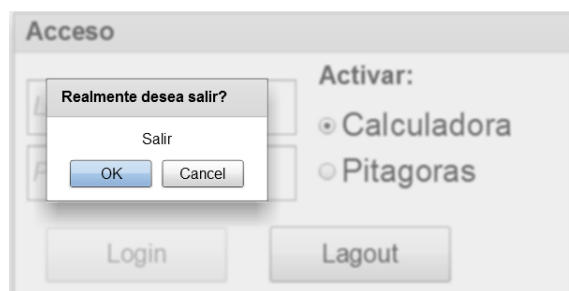 Acceso
Activar:
L
Realmente desea salir?
Salir
OK Cancel
Calculadora
P
Pitagoras
Login Lagout